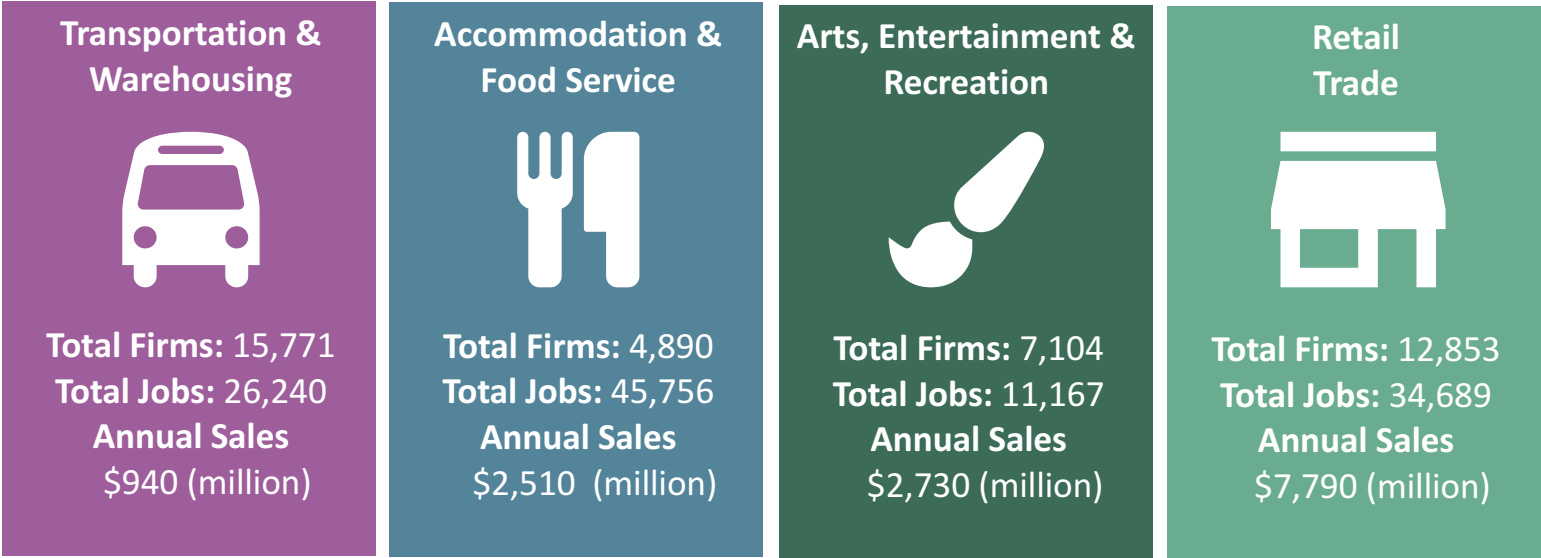 Transportation &
Warehousing
Total Firms: 15,771
Total Jobs: 26,240
Annual Sales
$940 (million)
Accommodation &
Food Service
Total Firms: 4,890
Total Jobs: 45,756
Annual Sales
$2,510  (million)
Arts, Entertainment &
Recreation
Total Firms: 7,104
Total Jobs: 11,167
Annual Sales
$2,730 (million)
Retail
Trade
Total Firms: 12,853
Total Jobs: 34,689
Annual Sales
$7,790 (million)